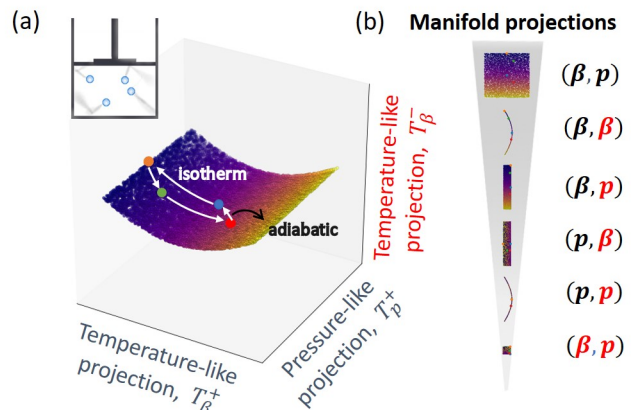 (a)
isotherm
adiabatic
Temperature-like
projection, T_β^+
Pressure-like
projection, T_p^+
Temperature-like
projection, T_β^-
(b) Manifold projections
(β, p)
(β, β)
(β, p)
(p, β)
(p, p)
(β, p)